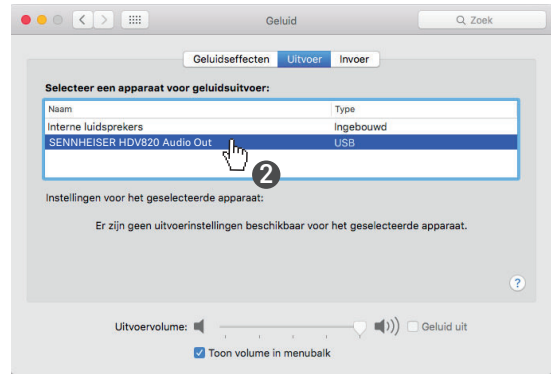 Geluid
Zoek
Geluidseffecten Uitvoer Invoer
Selecteer een apparaat voor geluidsuitvoer:
Naam Type
Interne luidsprekers Ingebouwd
SENNHEISER HDV820 Audio Out USB
2
Instellingen voor het geselecteerde apparaat:
Er zijn geen uitvoerinstellingen beschikbaar voor het geselecteerde apparaat.
?
Uitvoervolume: Geluid uit
Toon volume in menubalk